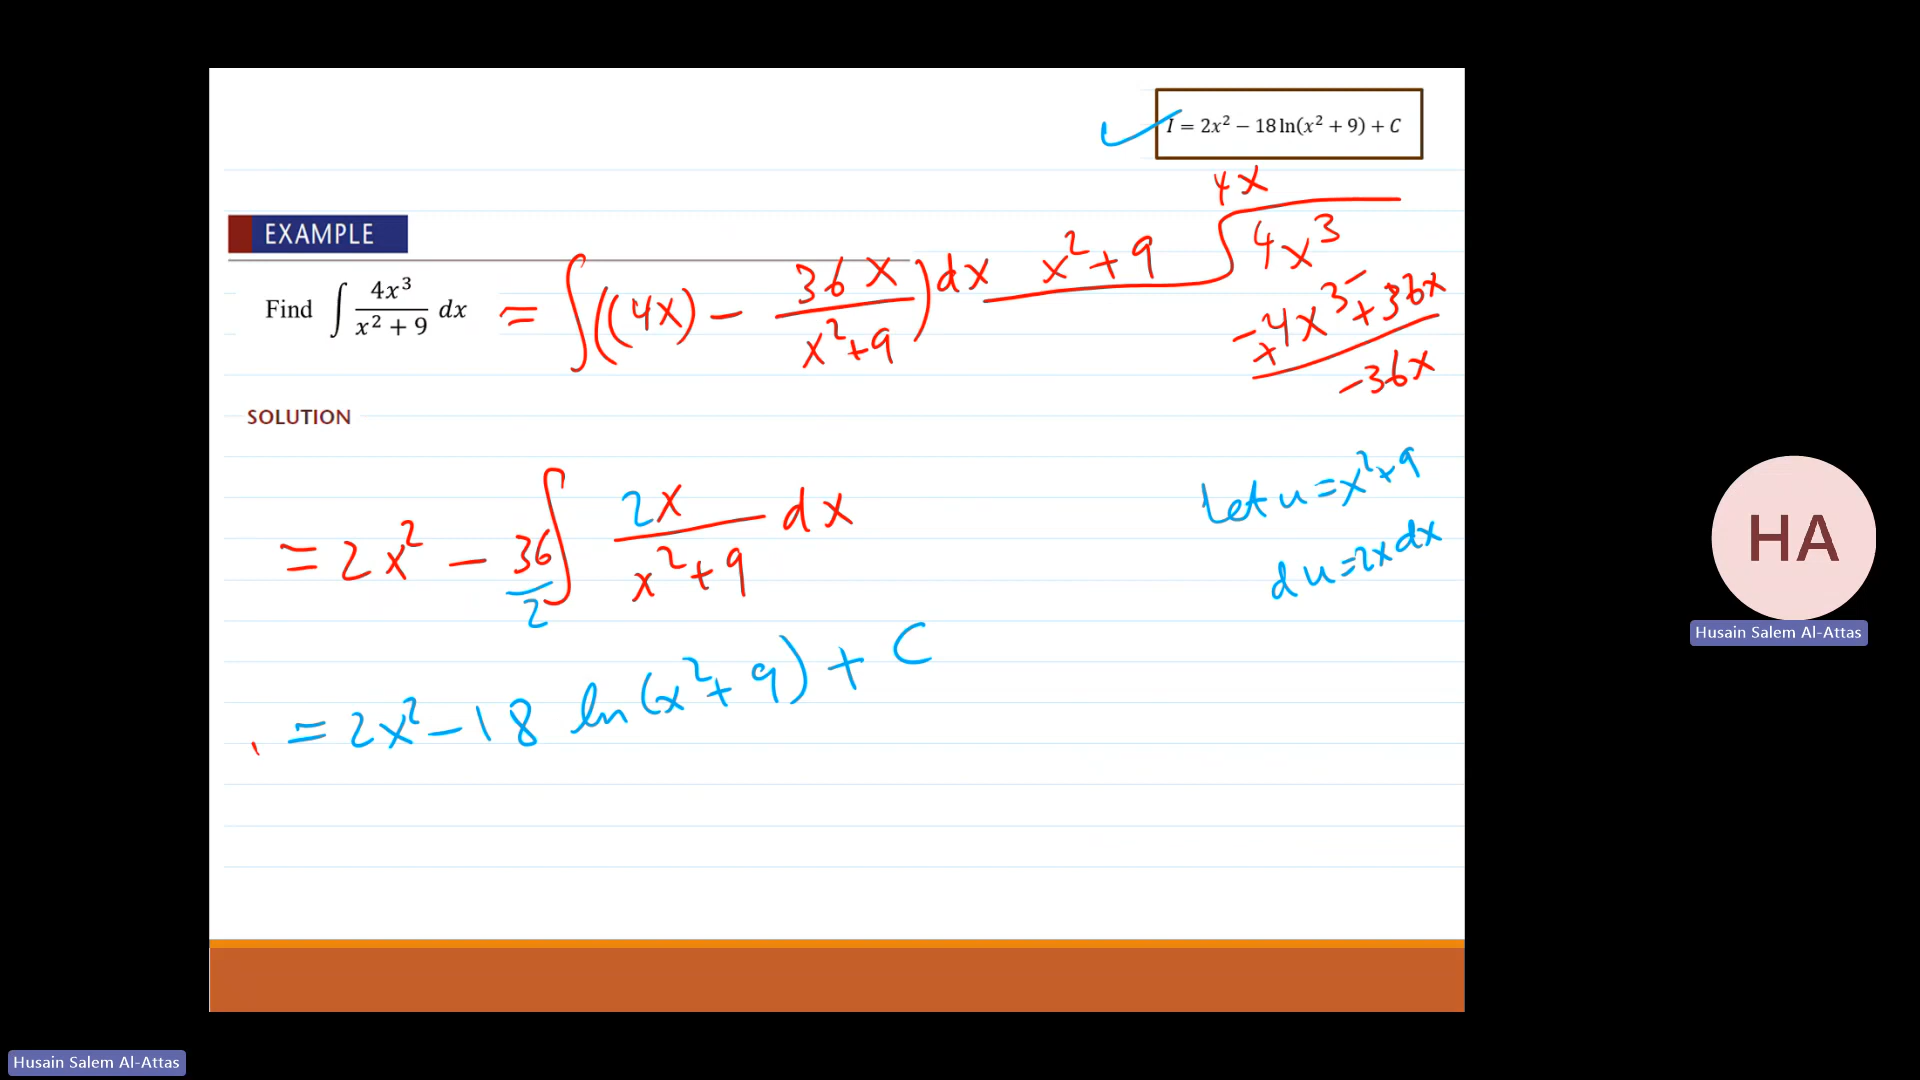 I = 2x² − 18 ln(x² + 9) + C
EXAMPLE
Find ∫ 4x³/(x² + 9) dx = ∫((4x) − 36x/(x²+9)) dx
4x
x²+9 √4x³
−4x³ + 36x
+ −
−36x
SOLUTION
Let u = x²+9
= 2x² − 36/2 ∫ 2x/(x²+9) dx
du = 2x dx
= 2x² − 18 ln(x²+9) + C
HA
Husain Salem Al-Attas
Husain Salem Al-Attas